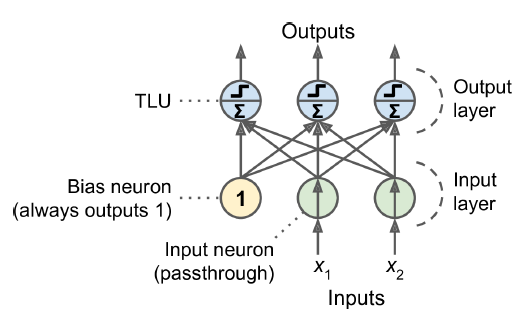 Outputs
TLU
Σ
Σ
Σ
Output
layer
Bias neuron
(always outputs 1)
1
Input
layer
Input neuron
(passthrough)
x₁
x₂
Inputs